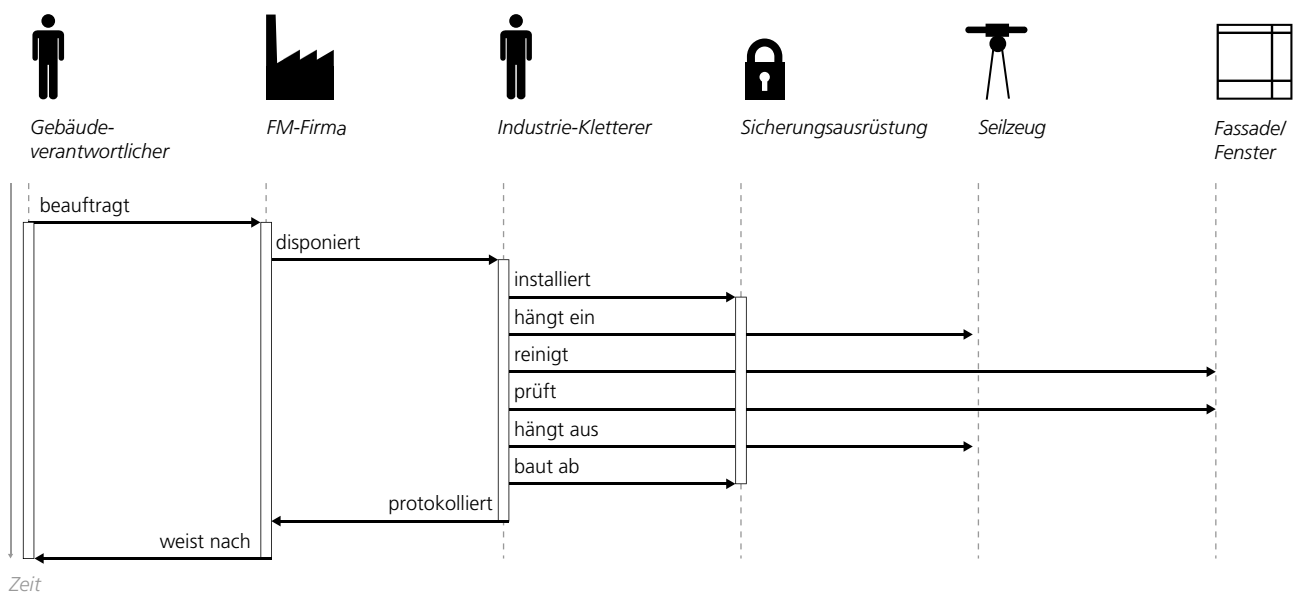 Gebäude-
verantwortlicher
FM-Firma
Industrie-Kletterer
Sicherungsausrüstung
Seilzeug
Fassade/
Fenster
beauftragt
disponiert
installiert
hängt ein
reinigt
prüft
hängt aus
baut ab
protokolliert
weist nach
Zeit